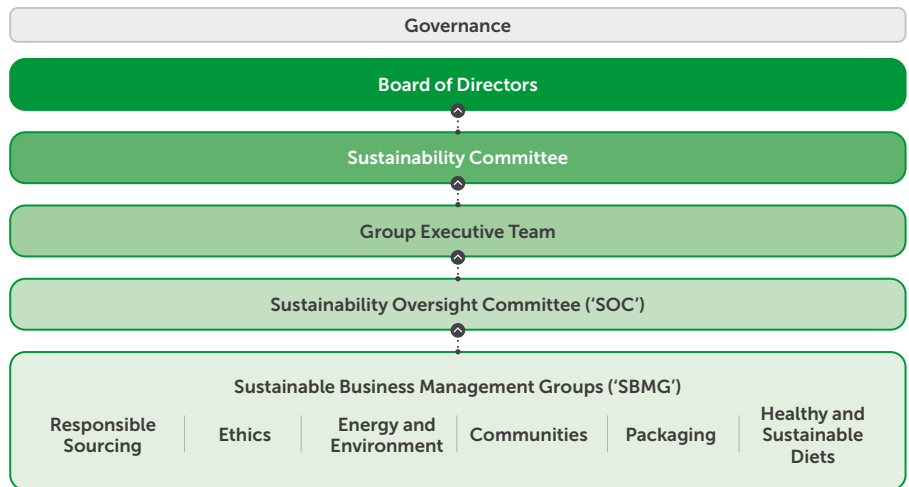 Governance
Board of Directors
Sustainability Committee
Group Executive Team
Sustainability Oversight Committee (‘SOC’)
Sustainable Business Management Groups (‘SBMG’)
Responsible
Sourcing
Ethics
Energy and
Environment
Communities
Packaging
Healthy and
Sustainable
Diets